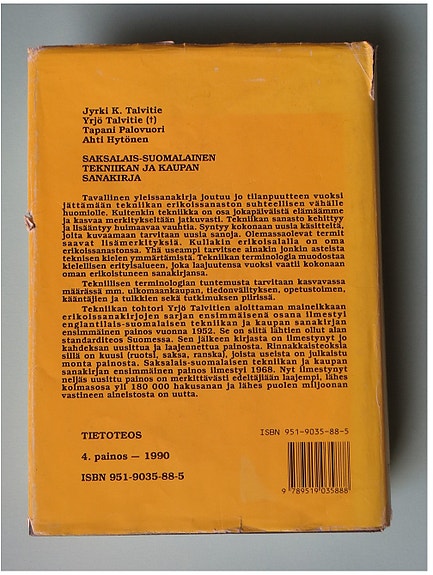 Jyrki K. Talvitie
Yrjö Talvitie (†)
Tapani Palovuori
Ahti Hytönen
SAKSALAIS-SUOMALAINEN
TEKNIIKAN JA KAUPAN
SANAKIRJA
Tavallinen yleissanakirja joutuu jo tilanpuutteen vuoksi
jättämään tekniikan erikoissanaston suhteellisen vähälle
huomiolle. Kuitenkin tekniikka on osa jokapäiväistä elämäämme
ja kasvaa merkitykseltään jatkuvasti. Tekniikan sanasto kehittyy
ja lisääntyy huimaavaa vauhtia. Syntyy kokonaan uusia käsitteitä,
joita kuvaamaan tarvitaan uusia sanoja. Olemassaolevat termit
saavat lisämerkityksiä. Kullakin erikoisalalla on oma
erikoissanastonsa. Yhä useampi tarvitsee ainakin jonkin asteista
teknisen kielen ymmärtämistä. Tekniikan terminologia muodostaa
kielellisen erityisalueen, joka laajuutensa vuoksi vaatii kokonaan
oman erikoistuneen sanakirjansa.
Teknillisen terminologian tuntemusta tarvitaan kasvavassa
määrässä mm. ulkomaankaupan, tiedonvälityksen, opetustoimen,
kääntäjien ja tulkkien sekä tutkimuksen piirissä.
Tekniikan tohtori Yrjö Talvitien aloittaman maineikkaan
erikoissanakirjojen sarjan ensimmäisenä osana ilmestyi
englantilais-suomalaisen tekniikan ja kaupan sanakirjan
ensimmäinen painos vuonna 1952. Se on siitä lähtien ollut alan
standarditeos Suomessa. Sen jälkeen kirjasta on ilmestynyt jo
kahdeksan uusittua ja laajennettua painosta. Rinnakkaisteoksia
sillä on kuusi (ruotsi, saksa, ranska), joista useista on julkaistu
monta painosta. Saksalais-suomalaisen tekniikan ja kaupan
sanakirjan ensimmäinen painos ilmestyi 1968. Nyt ilmestynyt
neljäs uusittu painos on merkittävästi edeltäjiään laajempi, lähes
kolmasosa yli 180 000 hakusanan ja lähes puolen miljoonan
vastineen aineistosta on uutta.
TIETOTEOS
4. painos — 1990
ISBN 951-9035-88-5
ISBN 951-9035-88-5
9 789519 035888